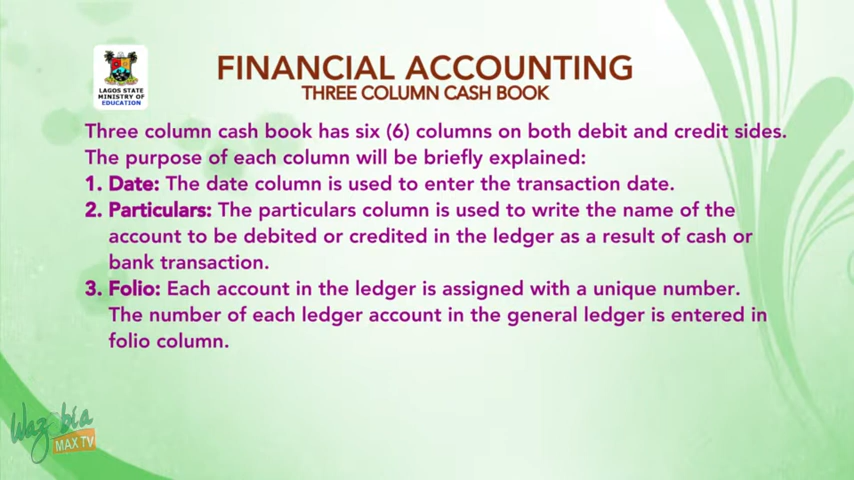 LAGOS STATE
MINISTRY OF
EDUCATION
FINANCIAL ACCOUNTING
THREE COLUMN CASH BOOK
Three column cash book has six (6) columns on both debit and credit sides.
The purpose of each column will be briefly explained:
1. Date: The date column is used to enter the transaction date.
2. Particulars: The particulars column is used to write the name of the
account to be debited or credited in the ledger as a result of cash or
bank transaction.
3. Folio: Each account in the ledger is assigned with a unique number.
The number of each ledger account in the general ledger is entered in
folio column.
Wazobia
MAX TV